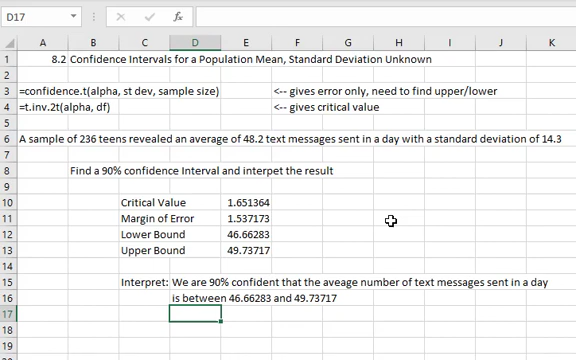 D17
fx
A B C D E F G H I J K
1 8.2 Confidence Intervals for a Population Mean, Standard Deviation Unknown
2
3 =confidence.t(alpha, st dev, sample size) <-- gives error only, need to find upper/lower
4 =t.inv.2t(alpha, df) <-- gives critical value
5
6 A sample of 236 teens revealed an average of 48.2 text messages sent in a day with a standard deviation of 14.3
7
8 Find a 90% confidence Interval and interpet the result
9
10 Critical Value 1.651364
11 Margin of Error 1.537173
12 Lower Bound 46.66283
13 Upper Bound 49.73717
14
15 Interpret: We are 90% confident that the aveage number of text messages sent in a day
16 is between 46.66283 and 49.73717
17
18
19